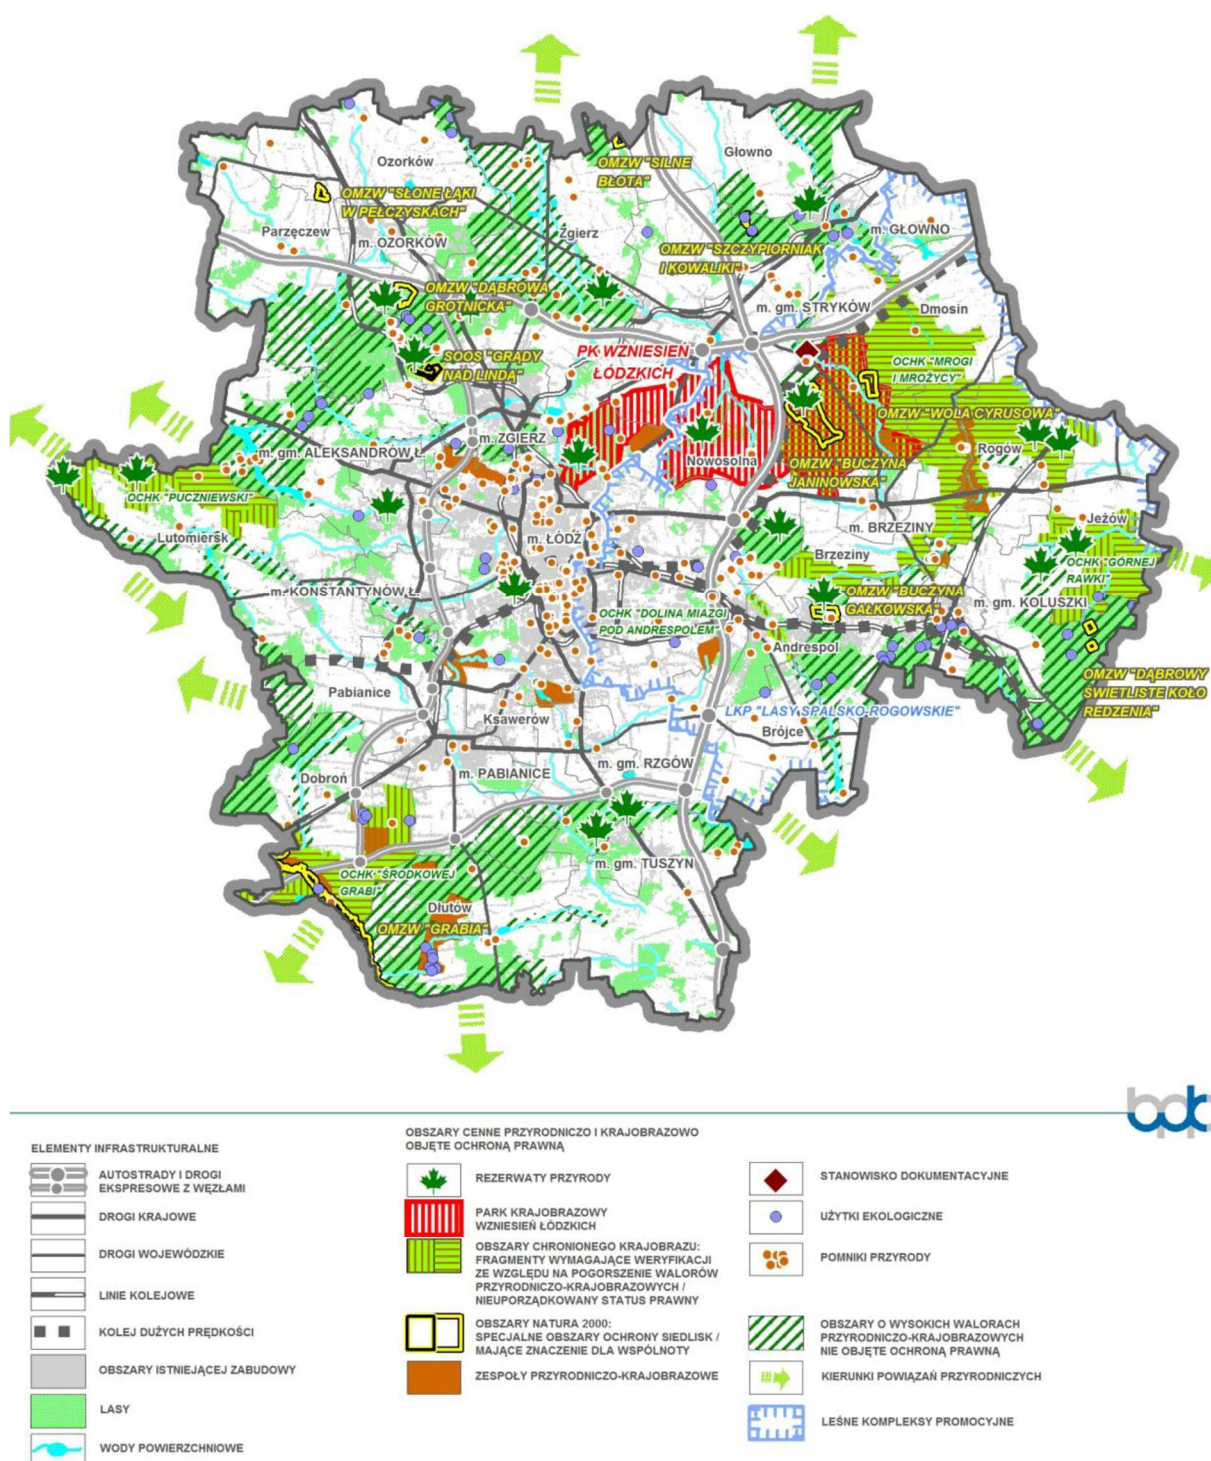 Ozorków
Głowno
OMZW "SILNE
BŁOTA"
OMZW "SŁONE ŁĄKI
W PEŁCZYSKACH"
Parzęczew
m. OZORKÓW
Zgierz
m. GŁOWNO
OMZW "SZCZYPIORNIAK
I KOWALIKI"
OMZW "DĄBROWA
GROTNICKA"
m. gm. STRYKÓW
Dmosin
PK WZNIESIEŃ
ŁÓDZKICH
SOOS "GRĄDY
NAD LINDĄ"
OCHK "MROGI
I MROŻYCY"
OMZW "WOLA CYRUSOWA"
m. ZGIERZ
m. gm. ALEKSANDRÓW Ł.
Nowosolna
Rogów
OMZW "BUCZYNA
JANINOWSKA"
OCHK "PUCZNIEWSKI"
Lutomiersk
m. ŁÓDŹ
m. BRZEZINY
Jeżów
Brzeziny
OCHK "GÓRNEJ
RAWKI"
m. KONSTANTYNÓW Ł.
OMZW "BUCZYNA
GAŁKOWSKA"
m. gm. KOLUSZKI
OCHK "DOLINA MIAZGI
POD ANDRESPOLEM"
Andrespol
OMZW "DĄBROWY
ŚWIETLISTE KOŁO
REDZENIA"
Pabianice
Ksawerów
LKP "LASY SPALSKO-ROGOWSKIE"
Brójce
Dobroń
m. PABIANICE
m. gm. RZGÓW
OCHK "ŚRODKOWEJ
GRABI"
m. gm. TUSZYN
Dłutów
OMZW "GRABIA"
bpp
ELEMENTY INFRASTRUKTURALNE
AUTOSTRADY I DROGI
EKSPRESOWE Z WĘZŁAMI
DROGI KRAJOWE
DROGI WOJEWÓDZKIE
LINIE KOLEJOWE
KOLEJ DUŻYCH PRĘDKOŚCI
OBSZARY ISTNIEJĄCEJ ZABUDOWY
LASY
WODY POWIERZCHNIOWE
OBSZARY CENNE PRZYRODNICZO I KRAJOBRAZOWO
OBJĘTE OCHRONĄ PRAWNĄ
REZERWATY PRZYRODY
PARK KRAJOBRAZOWY
WZNIESIEŃ ŁÓDZKICH
OBSZARY CHRONIONEGO KRAJOBRAZU:
FRAGMENTY WYMAGAJĄCE WERYFIKACJI
ZE WZGLĘDU NA POGORSZENIE WALORÓW
PRZYRODNICZO-KRAJOBRAZOWYCH /
NIEUPORZĄDKOWANY STATUS PRAWNY
OBSZARY NATURA 2000:
SPECJALNE OBSZARY OCHRONY SIEDLISK /
MAJĄCE ZNACZENIE DLA WSPÓLNOTY
ZESPOŁY PRZYRODNICZO-KRAJOBRAZOWE
STANOWISKO DOKUMENTACYJNE
UŻYTKI EKOLOGICZNE
POMNIKI PRZYRODY
OBSZARY O WYSOKICH WALORACH
PRZYRODNICZO-KRAJOBRAZOWYCH
NIE OBJĘTE OCHRONĄ PRAWNĄ
KIERUNKI POWIĄZAŃ PRZYRODNICZYCH
LEŚNE KOMPLEKSY PROMOCYJNE